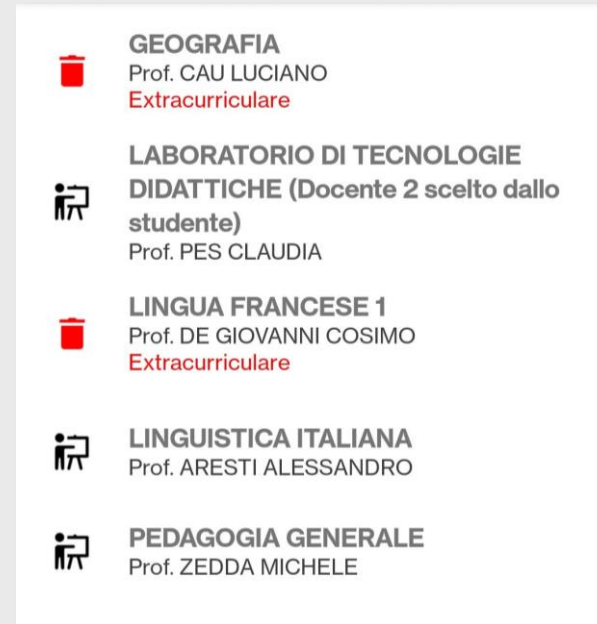 GEOGRAFIA
Prof. CAU LUCIANO
Extracurriculare
LABORATORIO DI TECNOLOGIE
DIDATTICHE (Docente 2 scelto dallo
studente)
Prof. PES CLAUDIA
LINGUA FRANCESE 1
Prof. DE GIOVANNI COSIMO
Extracurriculare
LINGUISTICA ITALIANA
Prof. ARESTI ALESSANDRO
PEDAGOGIA GENERALE
Prof. ZEDDA MICHELE